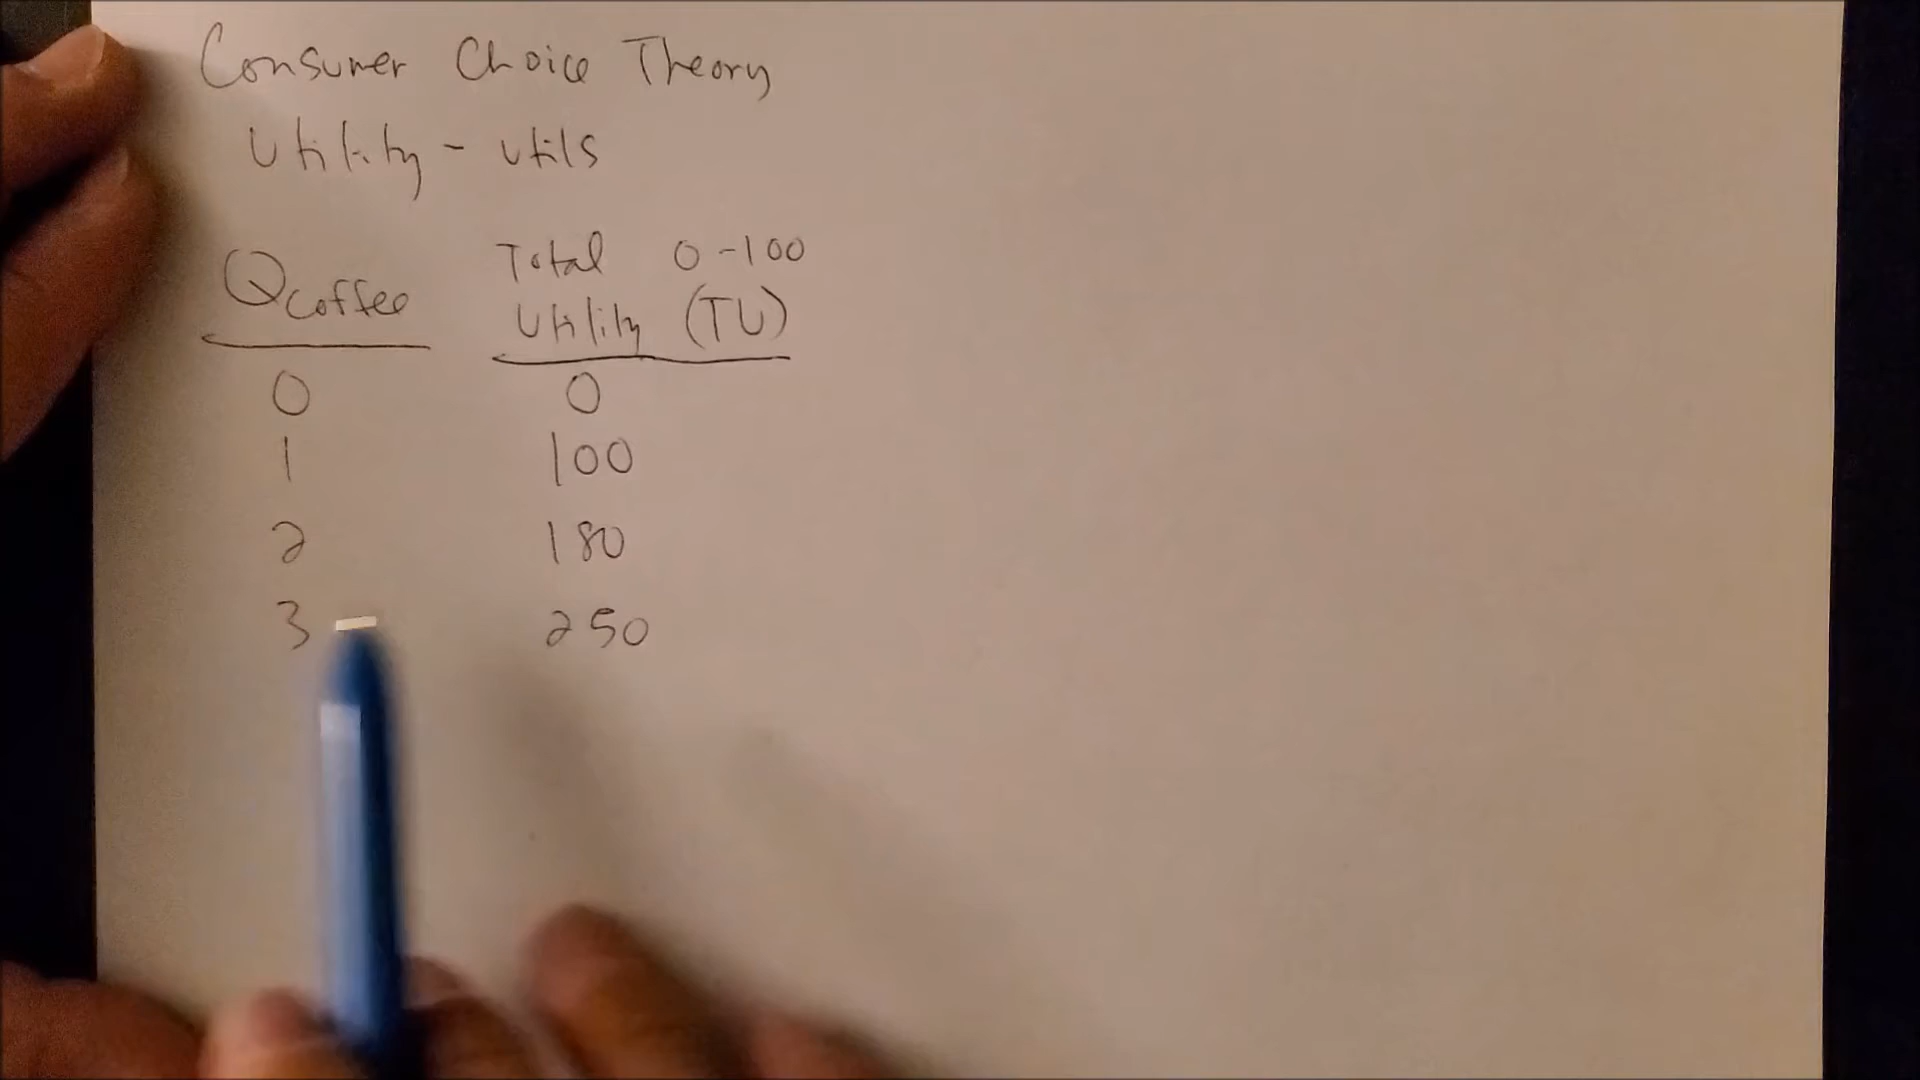 Consumer Choice Theory
Utility - utils
Qcoffee Total 0-100
Utility (TU)
0 0
1 100
2 180
3 250